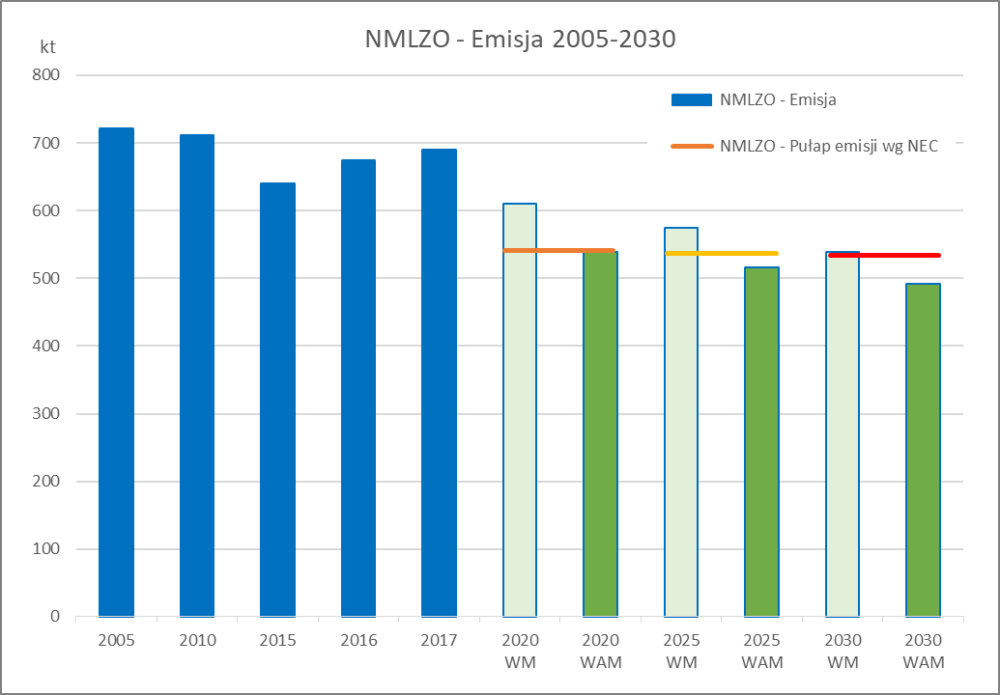 NMLZO - Emisja 2005-2030
kt
NMLZO - Emisja
NMLZO - Pułap emisji wg NEC
800
700
600
500
400
300
200
100
0
2005 2010 2015 2016 2017 2020 2020 2025 2025 2030 2030
WM WAM WM WAM WM WAM